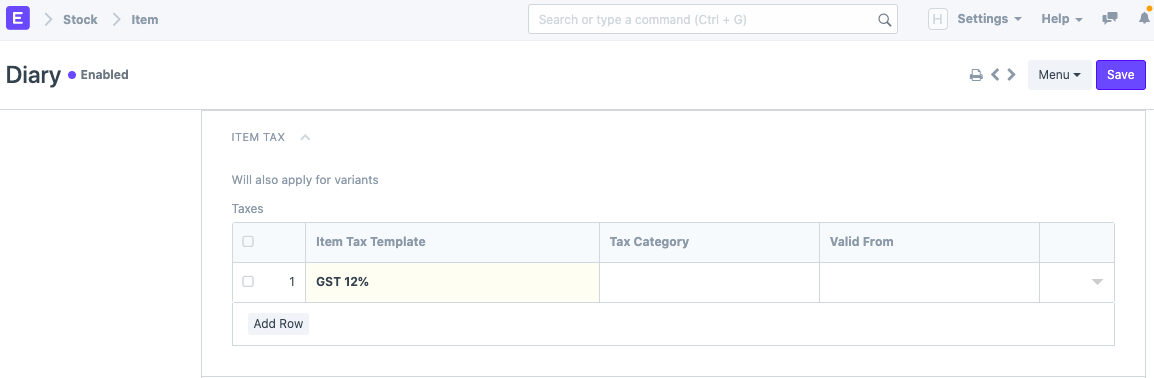 E Stock Item Search or type a command (Ctrl + G) H Settings Help
Diary Enabled Menu Save
ITEM TAX
Will also apply for variants
Taxes
Item Tax Template Tax Category Valid From
1 GST 12%
Add Row